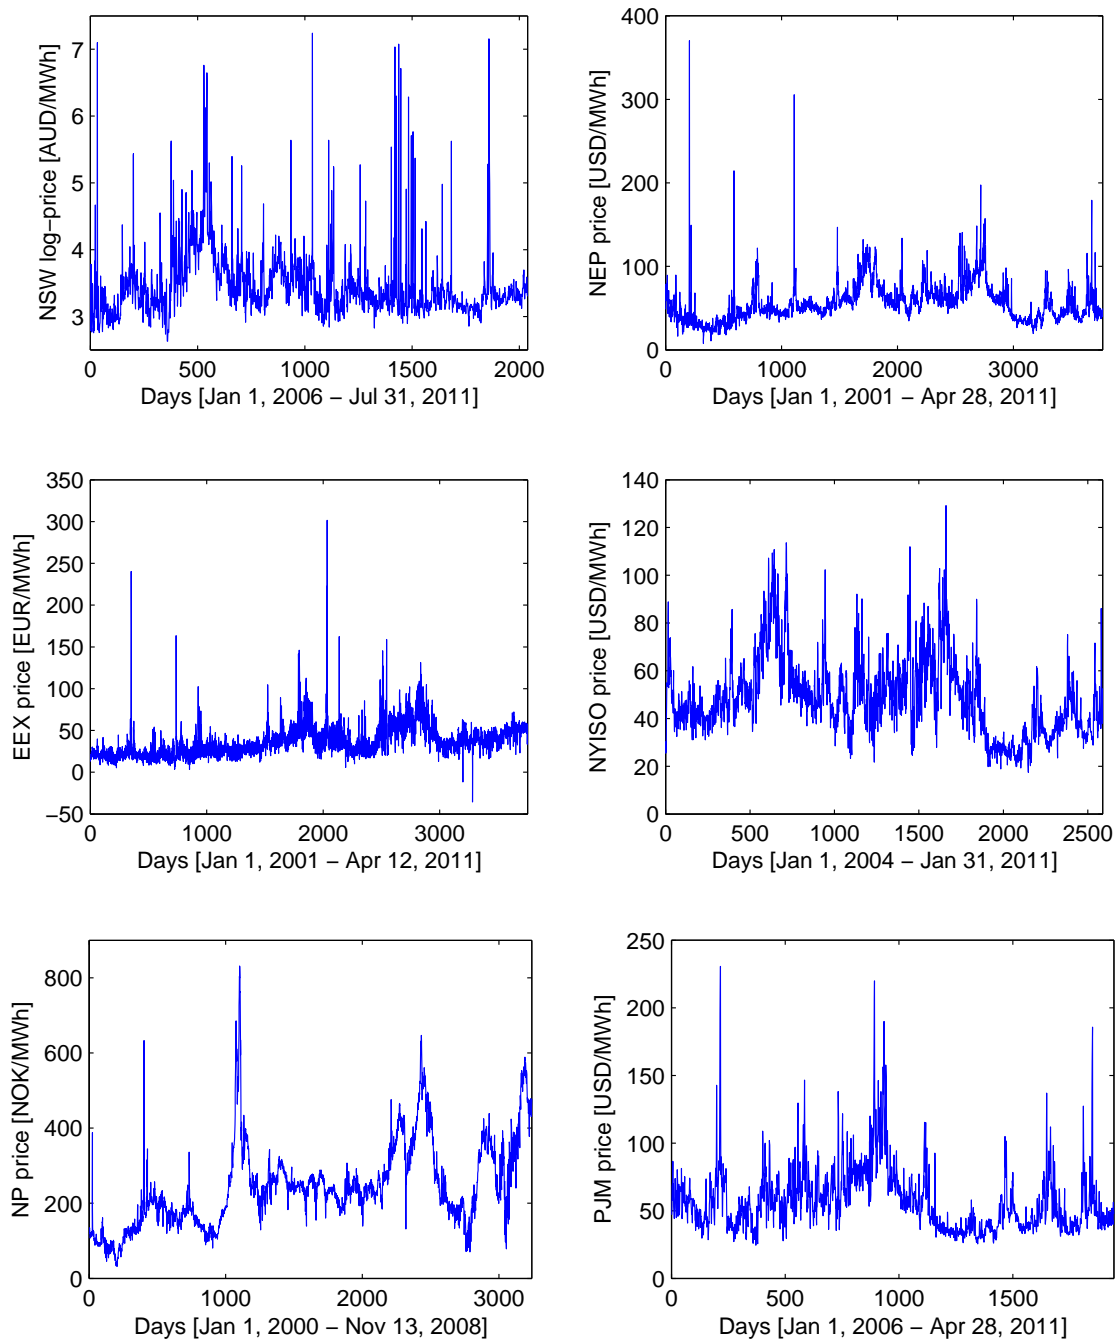 NSW log−price [AUD/MWh]
7
6
5
4
3
0 500 1000 1500 2000
Days [Jan 1, 2006 − Jul 31, 2011]
NEP price [USD/MWh]
400
300
200
100
0
0 1000 2000 3000
Days [Jan 1, 2001 − Apr 28, 2011]
EEX price [EUR/MWh]
350
300
250
200
150
100
50
0
−50
0 1000 2000 3000
Days [Jan 1, 2001 − Apr 12, 2011]
NYISO price [USD/MWh]
140
120
100
80
60
40
20
0
0 500 1000 1500 2000 2500
Days [Jan 1, 2004 − Jan 31, 2011]
NP price [NOK/MWh]
800
600
400
200
0
0 1000 2000 3000
Days [Jan 1, 2000 − Nov 13, 2008]
PJM price [USD/MWh]
250
200
150
100
50
0
0 500 1000 1500
Days [Jan 1, 2006 − Apr 28, 2011]